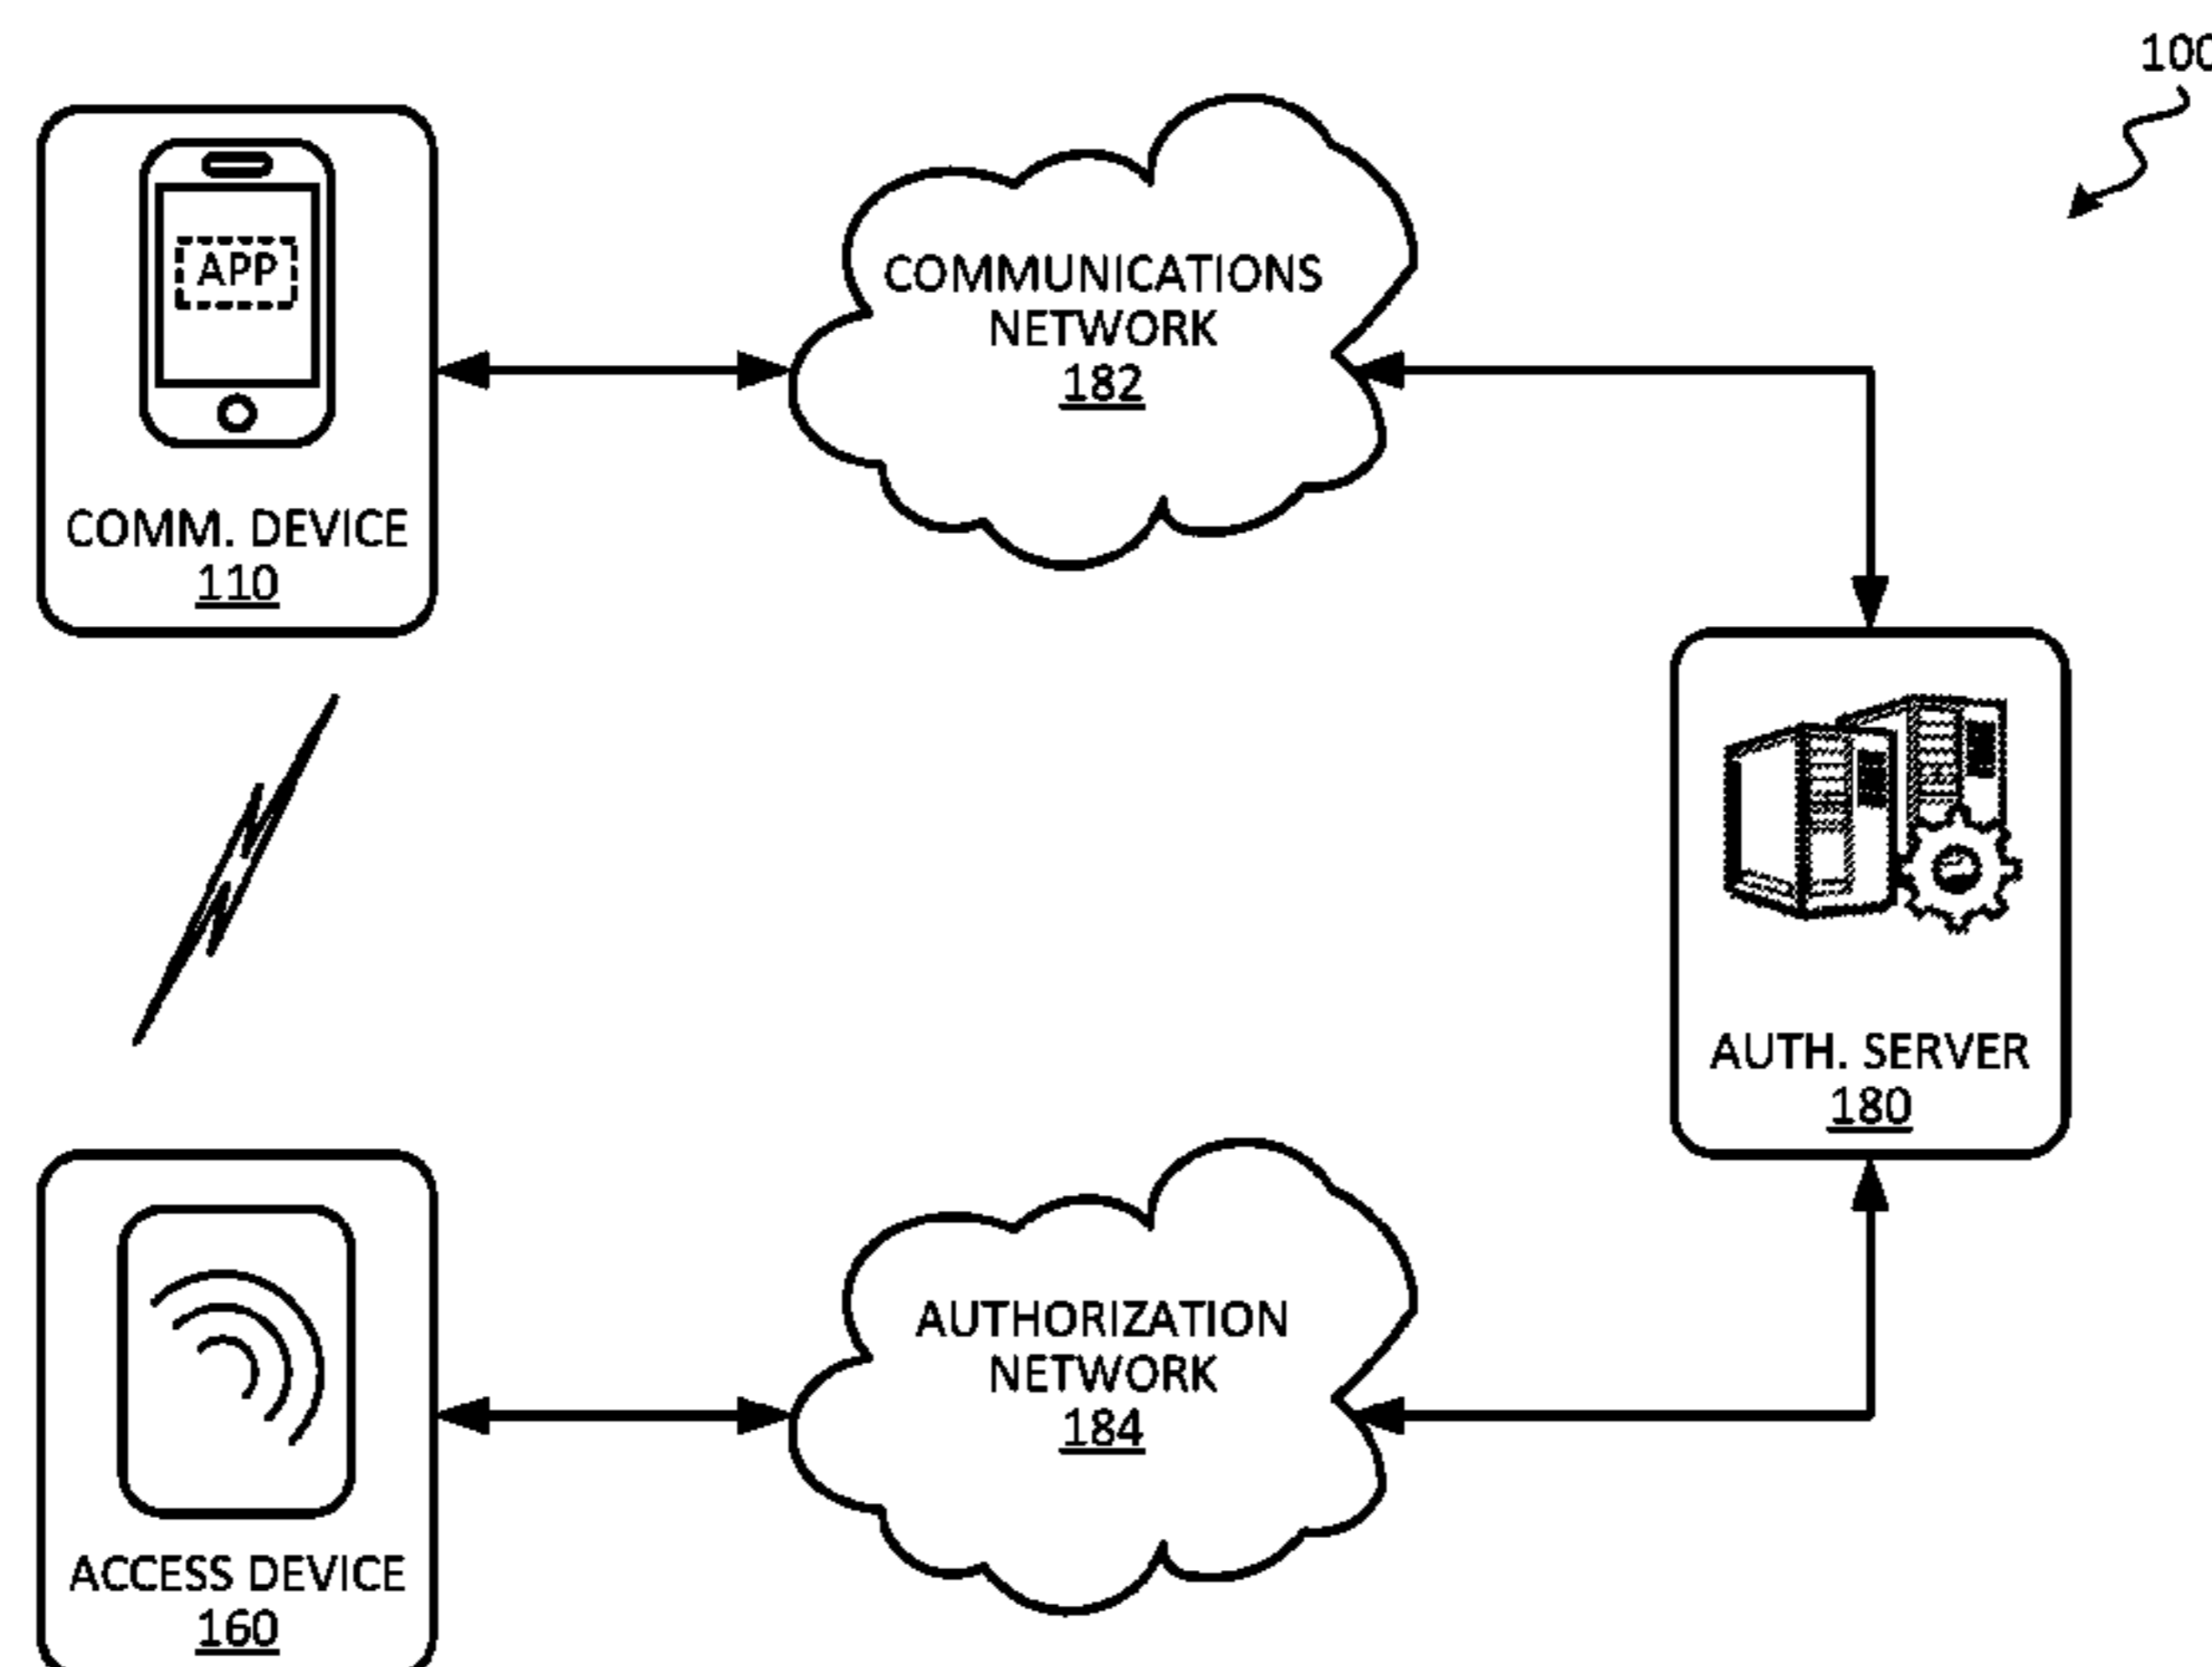 100
APP
COMM. DEVICE
110
COMMUNICATIONS
NETWORK
182
AUTH. SERVER
180
ACCESS DEVICE
160
AUTHORIZATION
NETWORK
184